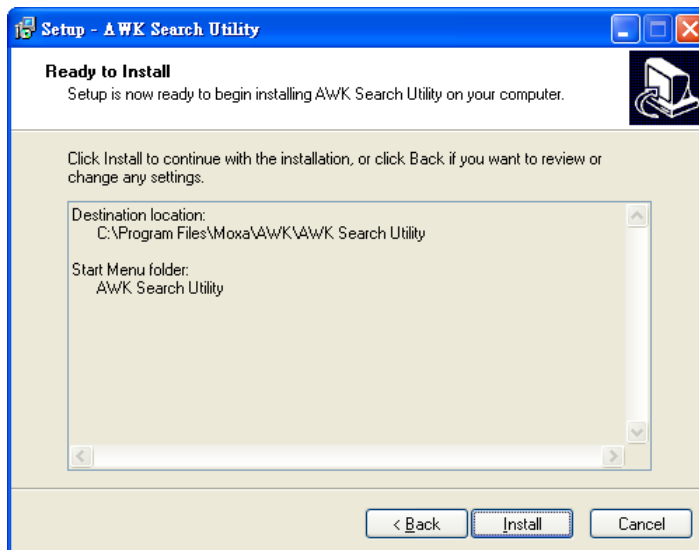 Setup - AWK Search Utility
Ready to Install
Setup is now ready to begin installing AWK Search Utility on your computer.
Click Install to continue with the installation, or click Back if you want to review or
change any settings.
Destination location:
C:\Program Files\Moxa\AWK\AWK Search Utility
Start Menu folder:
AWK Search Utility
< Back
Install
Cancel